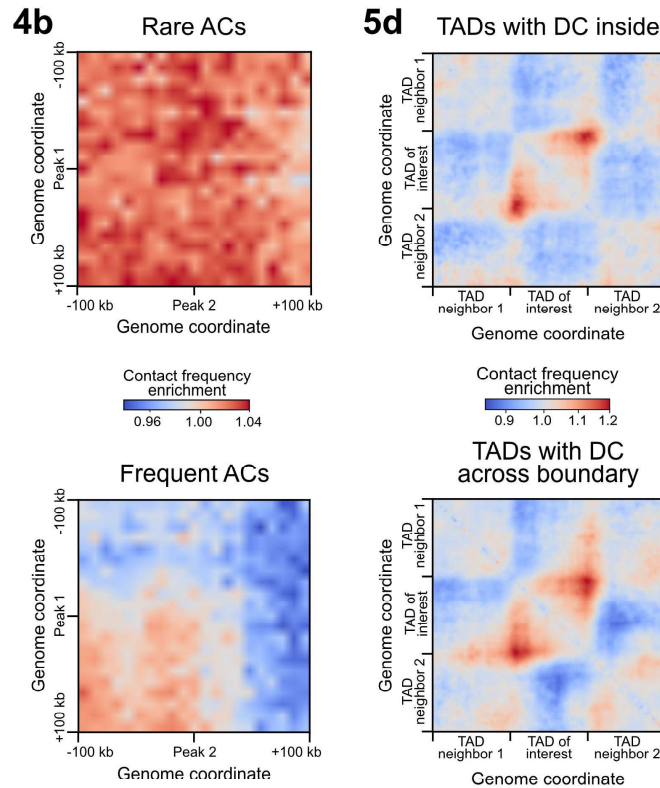 4b
Rare ACs
-100 kb
Peak 1
+100 kb
Genome coordinate
-100 kb
Peak 2
+100 kb
Genome coordinate
Contact frequency
enrichment
0.96
1.00
1.04
Frequent ACs
-100 kb
Peak 1
+100 kb
Genome coordinate
-100 kb
Peak 2
+100 kb
Genome coordinate
5d
TADs with DC inside
Genome coordinate
TAD
neighbor 1
TAD of
interest
TAD
neighbor 2
TAD
neighbor 1
TAD of
interest
TAD
neighbor 2
Genome coordinate
Contact frequency
enrichment
0.9
1.0
1.1
1.2
TADs with DC
across boundary
Genome coordinate
TAD
neighbor 1
TAD of
interest
TAD
neighbor 2
TAD
neighbor 1
TAD of
interest
TAD
neighbor 2
Genome coordinate